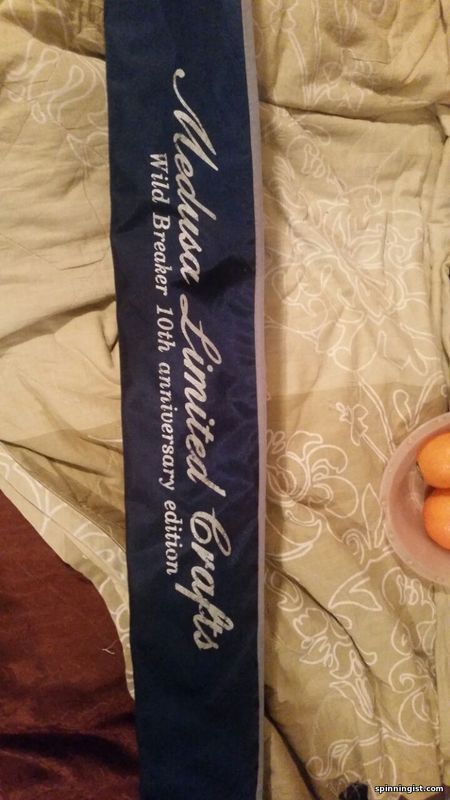 Medusa Limited Crafts
Wild Breaker 10th anniversary edition
spinningist.com